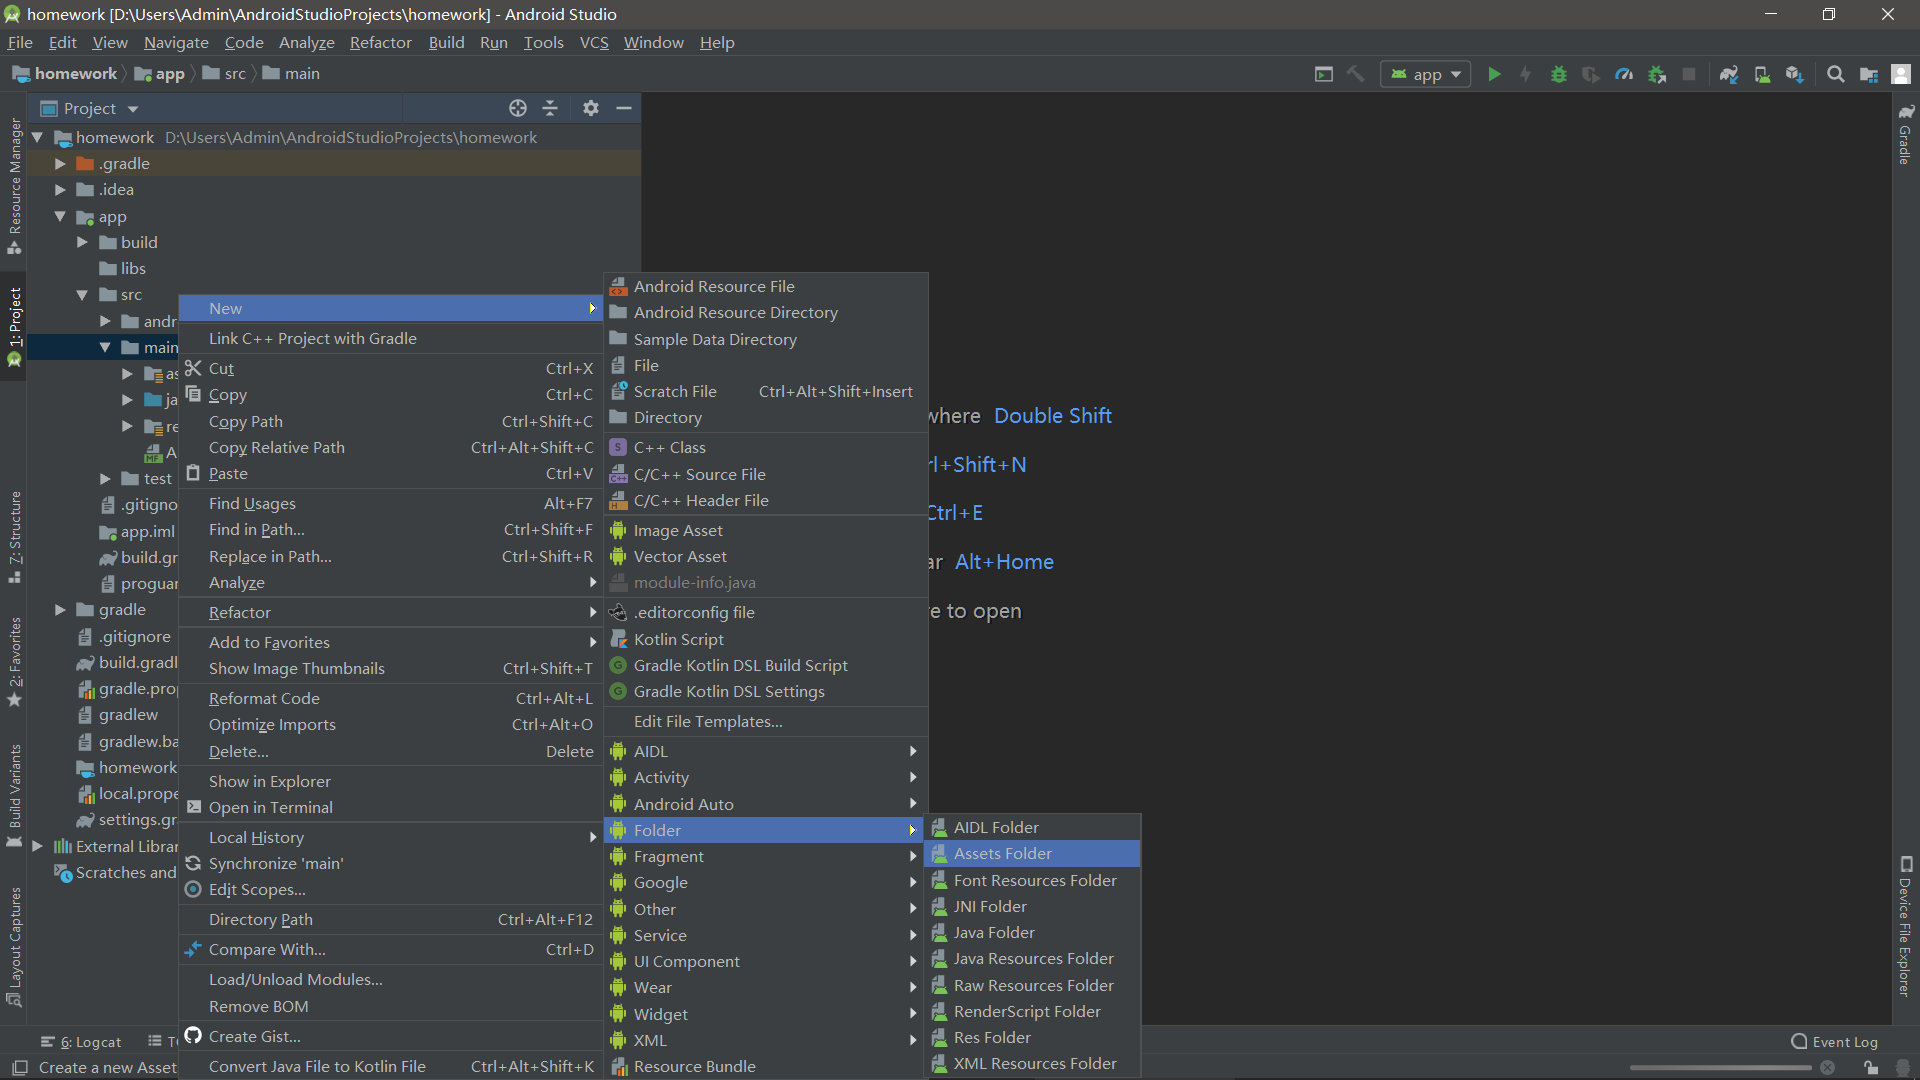 homework [D:\Users\Admin\AndroidStudioProjects\homework] - Android Studio
File Edit View Navigate Code Analyze Refactor Build Run Tools VCS Window Help
homework app src main
app
Project
Resource Manager
1: Project
7: Structure
2: Favorites
Build Variants
Layout Captures
homework D:\Users\Admin\AndroidStudioProjects\homework
.gradle
.idea
app
build
libs
src
andr
main
as
ja
re
MF A
test
.gitigno
app.iml
build.gr
proguar
gradle
.gitignore
build.gradl
gradle.prop
gradlew
gradlew.ba
homework
local.prope
settings.gr
External Librar
Scratches and
New
Link C++ Project with Gradle
Cut Ctrl+X
Copy Ctrl+C
Copy Path Ctrl+Shift+C
Copy Relative Path Ctrl+Alt+Shift+C
Paste Ctrl+V
Find Usages Alt+F7
Find in Path... Ctrl+Shift+F
Replace in Path... Ctrl+Shift+R
Analyze
Refactor
Add to Favorites
Show Image Thumbnails Ctrl+Shift+T
Reformat Code Ctrl+Alt+L
Optimize Imports Ctrl+Alt+O
Delete... Delete
Show in Explorer
Open in Terminal
Local History
Synchronize 'main'
Edit Scopes...
Directory Path Ctrl+Alt+F12
Compare With... Ctrl+D
Load/Unload Modules...
Remove BOM
Create Gist...
Convert Java File to Kotlin File Ctrl+Alt+Shift+K
Android Resource File
Android Resource Directory
Sample Data Directory
File
Scratch File Ctrl+Alt+Shift+Insert
Directory
S C++ Class
C/C++ Source File
C/C++ Header File
Image Asset
Vector Asset
module-info.java
.editorconfig file
Kotlin Script
G Gradle Kotlin DSL Build Script
G Gradle Kotlin DSL Settings
Edit File Templates...
AIDL
Activity
Android Auto
Folder
Fragment
Google
Other
Service
UI Component
Wear
Widget
XML
Resource Bundle
AIDL Folder
Assets Folder
Font Resources Folder
JNI Folder
Java Folder
Java Resources Folder
Raw Resources Folder
RenderScript Folder
Res Folder
XML Resources Folder
where Double Shift
rl+Shift+N
Ctrl+E
ar Alt+Home
re to open
Gradle
Device File Explorer
6: Logcat
Event Log
Create a new Asset